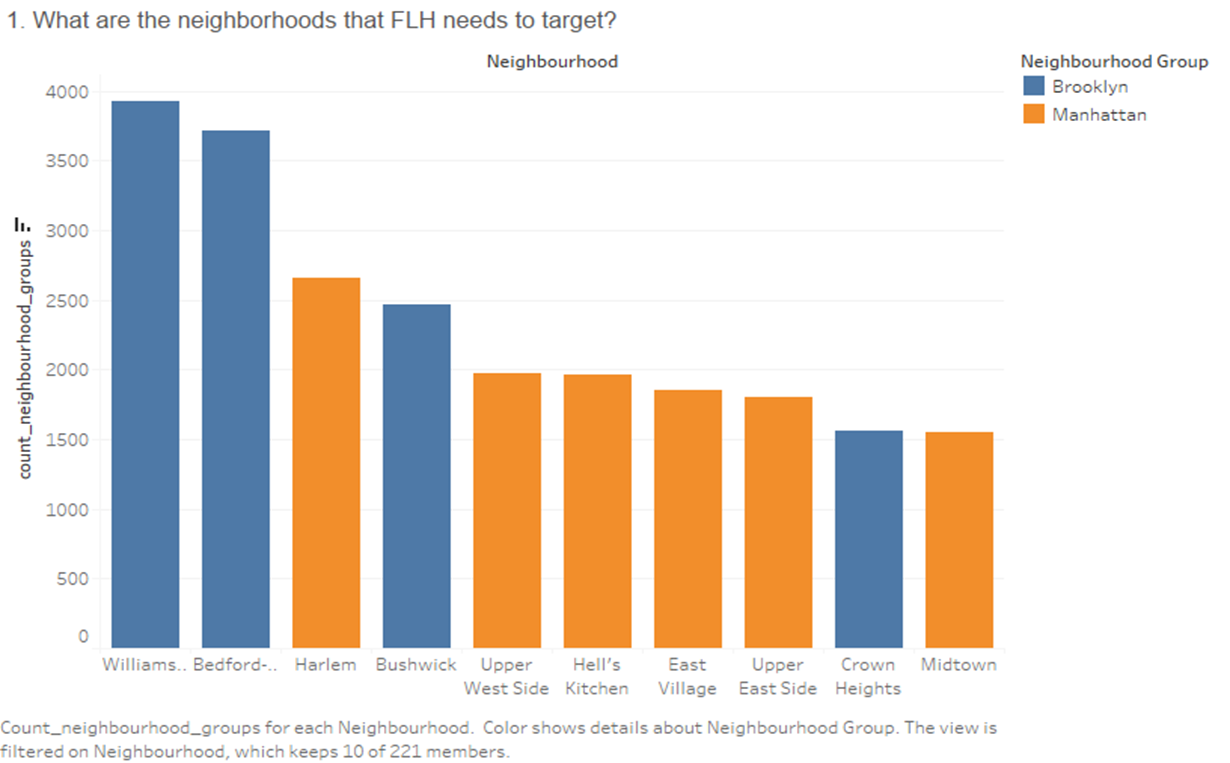 1. What are the neighborhoods that FLH needs to target?
Neighbourhood
Neighbourhood Group
Brooklyn
Manhattan
count_neighbourhood_groups
4000
3500
3000
2500
2000
1500
1000
500
0
Williams.. Bedford-.. Harlem Bushwick Upper Hell's East Upper Crown Midtown
West Side Kitchen Village East Side Heights
Count_neighbourhood_groups for each Neighbourhood. Color shows details about Neighbourhood Group. The view is
filtered on Neighbourhood, which keeps 10 of 221 members.